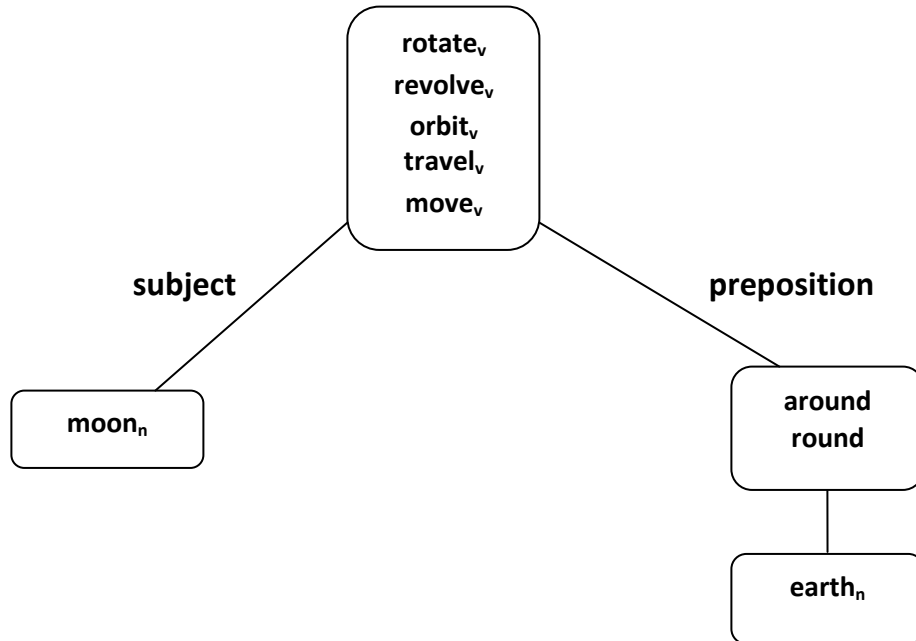 rotateᵥ
revolveᵥ
orbitᵥ
travelᵥ
moveᵥ
subject
preposition
moonₙ
around
round
earthₙ